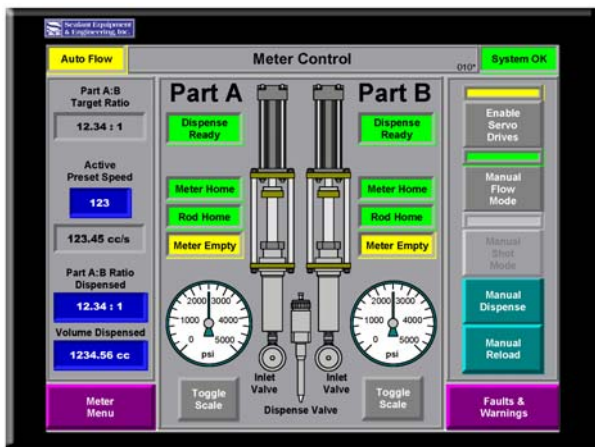 Sealant Equipment
& Engineering, Inc.
Auto Flow
Meter Control
010*
System OK
Part A:B
Target Ratio
12.34 : 1
Active
Preset Speed
123
123.45 cc/s
Part A:B Ratio
Dispensed
12.34 : 1
Volume Dispensed
1234.56 cc
Meter
Menu
Part A
Dispense
Ready
Meter Home
Rod Home
Meter Empty
2000 3000
1000 4000
0 5000
psi
Toggle
Scale
Inlet
Valve
Dispense Valve
Inlet
Valve
Part B
Dispense
Ready
Meter Home
Rod Home
Meter Empty
2000 3000
1000 4000
0 5000
psi
Toggle
Scale
Enable
Servo
Drives
Manual
Flow
Mode
Manual
Shot
Mode
Manual
Dispense
Manual
Reload
Faults &
Warnings